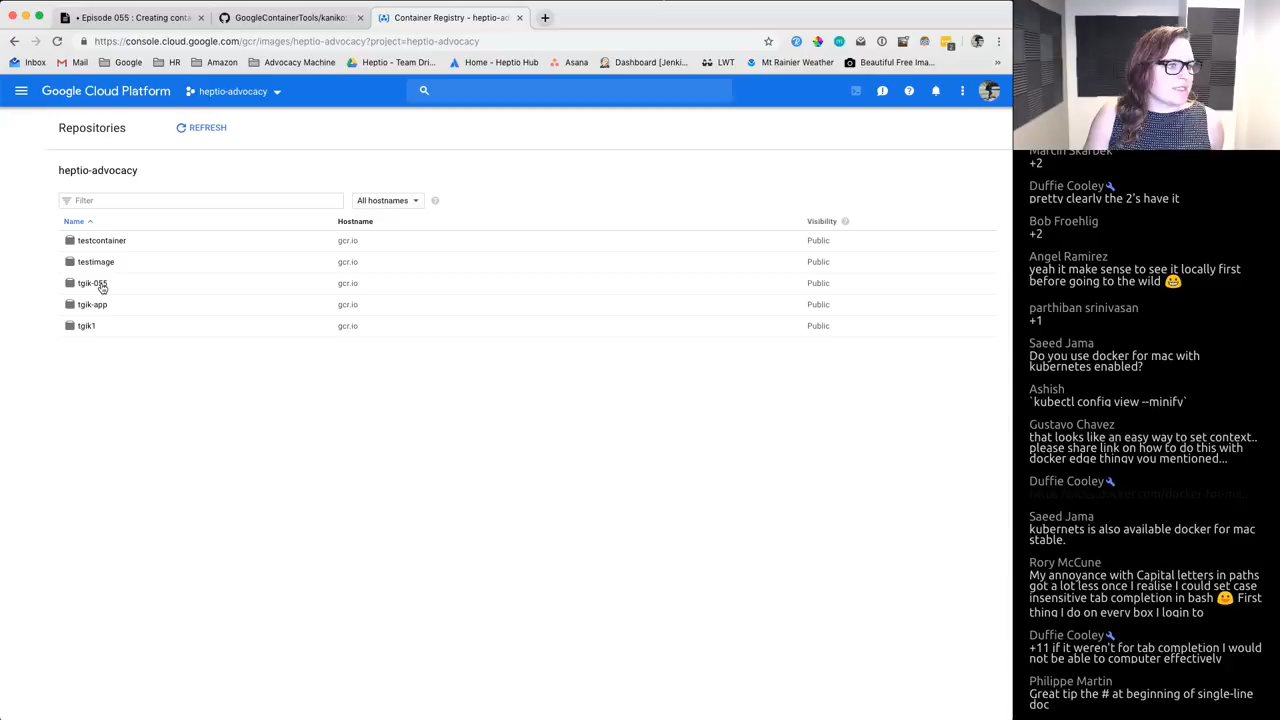 Episode 055 : Creating conta
GoogleContainerTools/kaniko:
Container Registry - heptio-ad
https://console.cloud.google.com/gcr/images/heptio-advocacy?project=heptio-advocacy
Inbox
Mail
Google
HR
Amazon
Advocacy Machine
Heptio - Team Dri...
Home - Heptio Hub
Asana
Dashboard [Jenki...
LWT
Mt Rainier Weather
Beautiful Free Ima...
Google Cloud Platform
heptio-advocacy
Repositories
REFRESH
heptio-advocacy
Filter
All hostnames
Name
Hostname
Visibility
testcontainer
gcr.io
Public
testimage
gcr.io
Public
tgik-055
gcr.io
Public
tgik-app
gcr.io
Public
tgik1
gcr.io
Public
Marcin Skarbek
+2
Duffie Cooley
pretty clearly the 2's have it
Bob Froehlig
+2
Angel Ramirez
yeah it make sense to see it locally first
before going to the wild
parthiban srinivasan
+1
Saeed Jama
Do you use docker for mac with
kubernetes enabled?
Ashish
`kubectl config view --minify`
Gustavo Chavez
that looks like an easy way to set context..
please share link on how to do this with
docker edge thingy you mentioned...
Duffie Cooley
Saeed Jama
kubernets is also available docker for mac
stable.
Rory McCune
My annoyance with Capital letters in paths
got a lot less once I realise I could set case
insensitive tab completion in bash First
thing I do on every box I login to
Duffie Cooley
+11 if it weren't for tab completion I would
not be able to computer effectively
Philippe Martin
Great tip the # at beginning of single-line
doc